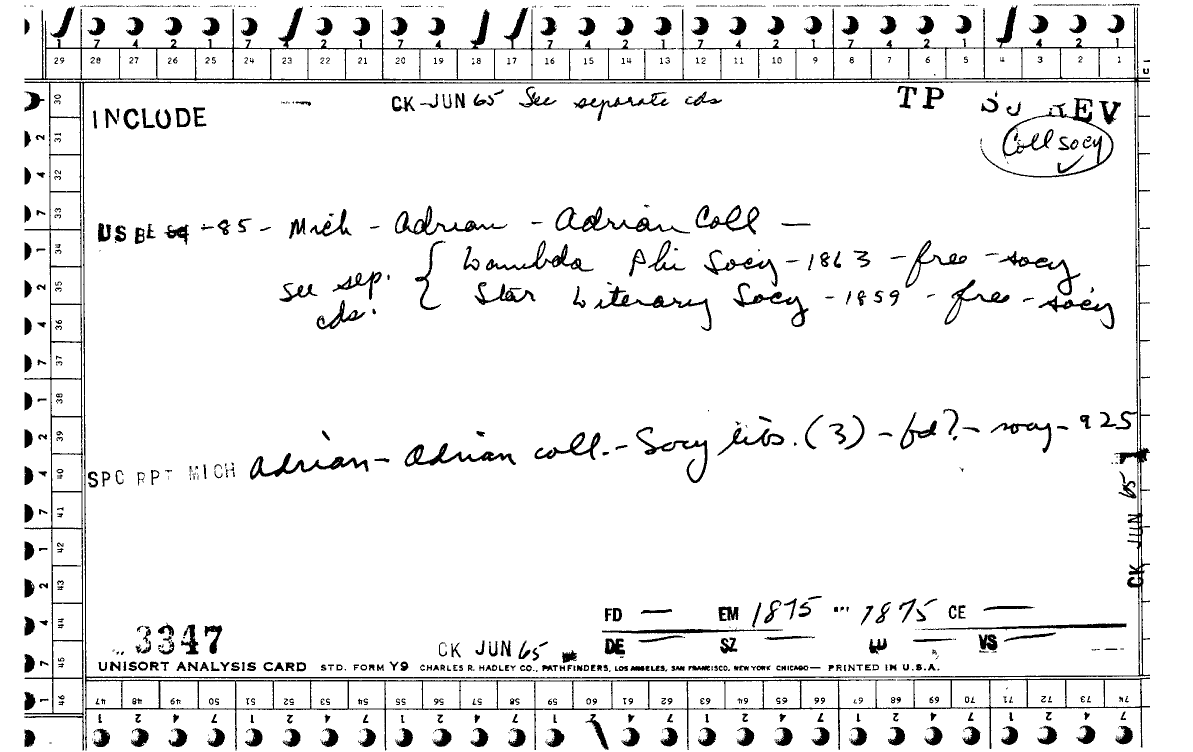 7 4 2 1 7 4 2 1 7 4 2 1 7 4 2 1 7 4 2 1 7 4 2 1 7 4 2 1
29 28 27 26 25 24 23 22 21 20 19 18 17 16 15 14 13 12 11 10 9 8 7 6 5 4 3 2 1
INCLUDE — CK-JUN 65 See separate cds TP REV
Coll socy ✓
US BE -85 - Mich - Adrian - Adrian Coll —
see sep. cds. { Lambda Phi Socy - 1863 - free - socy
{ Star Literary Socy - 1859 - free - socy
SPC RPT MICH Adrian - Adrian coll. - Socy libs. (3) - fd? - socy - 925
CK JUN 65
FD — EM 1875 ... 1875 CE —
3347 CK JUN 65 DE — SZ — LU — VS —
UNISORT ANALYSIS CARD STD. FORM Y9 CHARLES R. HADLEY CO., PATHFINDERS, LOS ANGELES, SAN FRANCISCO, NEW YORK CHICAGO — PRINTED IN U.S.A.
30 31 32 33 34 35 36 37 38 39 40 41 42 43 44 45 46
47 48 49 50 51 52 53 54 55 56 57 58 59 60 61 62 63 64 65 66 67 68 69 70 71 72 73 74
1 2 4 7 1 2 4 7 1 2 4 7 1 2 4 7 1 2 4 7 1 2 4 7 1 2 4 7